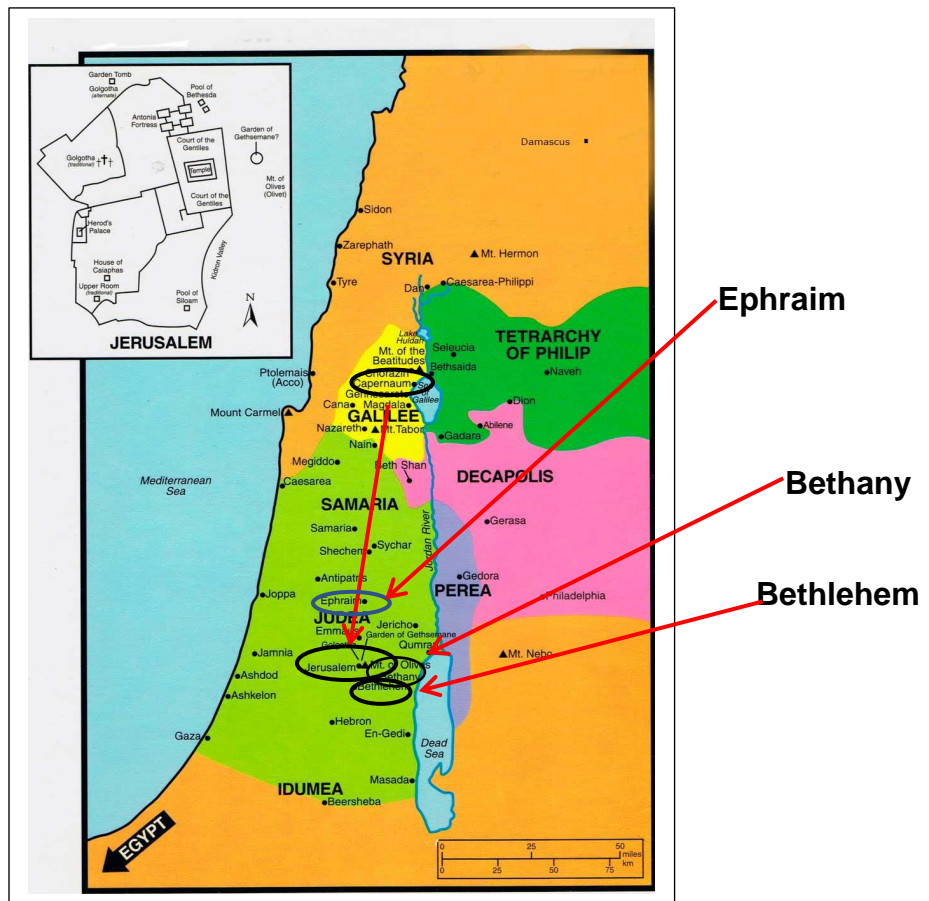 Garden Tomb
Golgotha
(alternate)
Pool of
Bethesda
Antonia
Fortress
Garden of
Gethsemane?
Court of the
Gentiles
Golgotha
(traditional)
Temple
Mt. of
Olives
(Olivet)
Court of the
Gentiles
Herod's
Palace
House of
Caiaphas
Upper Room
(traditional)
Kidron Valley
Pool of
Siloam
N
JERUSALEM
Damascus
Sidon
Zarephath
SYRIA
Mt. Hermon
Tyre
Dan
Caesarea-Philippi
Ephraim
Lake
Huldah
TETRARCHY
OF PHILIP
Seleucia
Mt. of the
Beatitudes
Bethsaida
Naveh
Ptolemais
(Acco)
Chorazin
Capernaum
Sea
of
Galilee
Gennesaret
Cana
Magdala
Dion
Mount Carmel
GALILEE
Abilene
Nazareth
Mt.Tabor
Gadara
Nain
Megiddo
Beth Shan
DECAPOLIS
Mediterranean
Sea
Caesarea
Bethany
SAMARIA
Samaria
Gerasa
Jordan River
Shechem
Sychar
Antipatris
Gedora
PEREA
Joppa
Ephraim
Philadelphia
Bethlehem
JUDEA
Jericho
Garden of Gethsemane
Qumran
Jamnia
Jerusalem
Mt. of Olives
Mt. Nebo
Bethany
Ashdod
Bethlehem
Ashkelon
Hebron
Gaza
En-Gedi
Dead
Sea
Masada
IDUMEA
Beersheba
EGYPT
0 25 50
miles
km
0 25 50 75